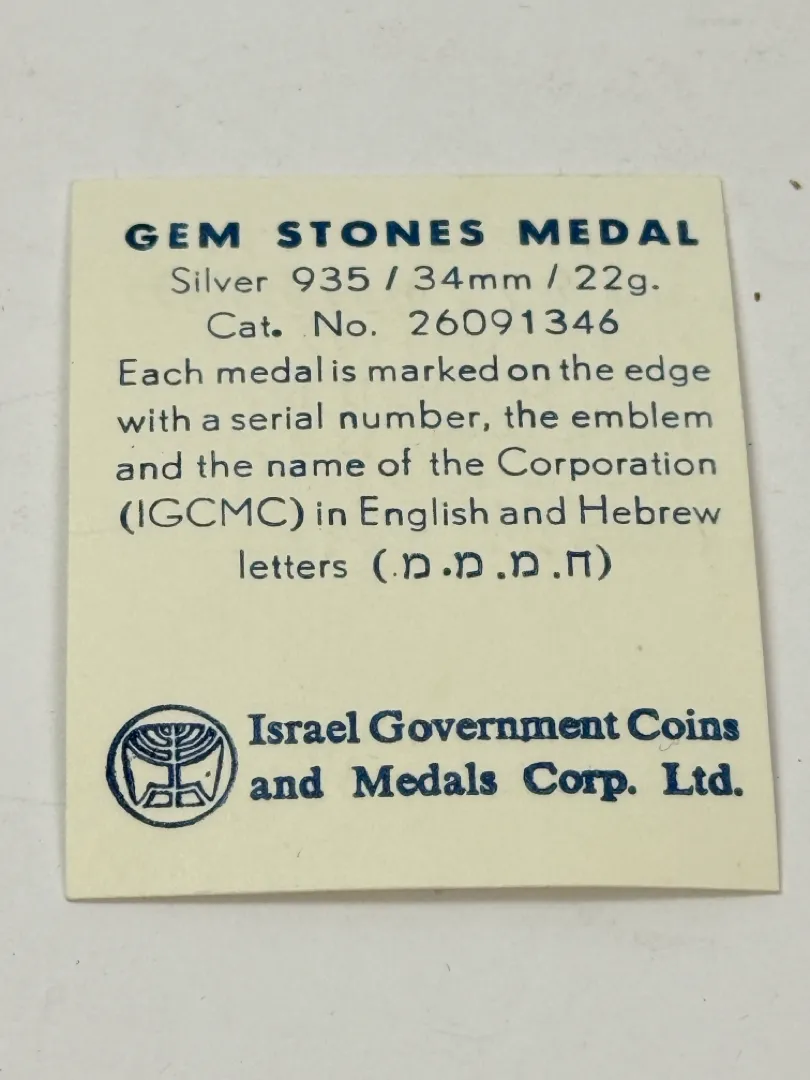 GEM STONES MEDAL
Silver 935 / 34mm / 22g.
Cat. No. 26091346
Each medal is marked on the edge
with a serial number, the emblem
and the name of the Corporation
(IGCMC) in English and Hebrew
letters (ח.מ.מ.מ.)
Israel Government Coins
and Medals Corp. Ltd.